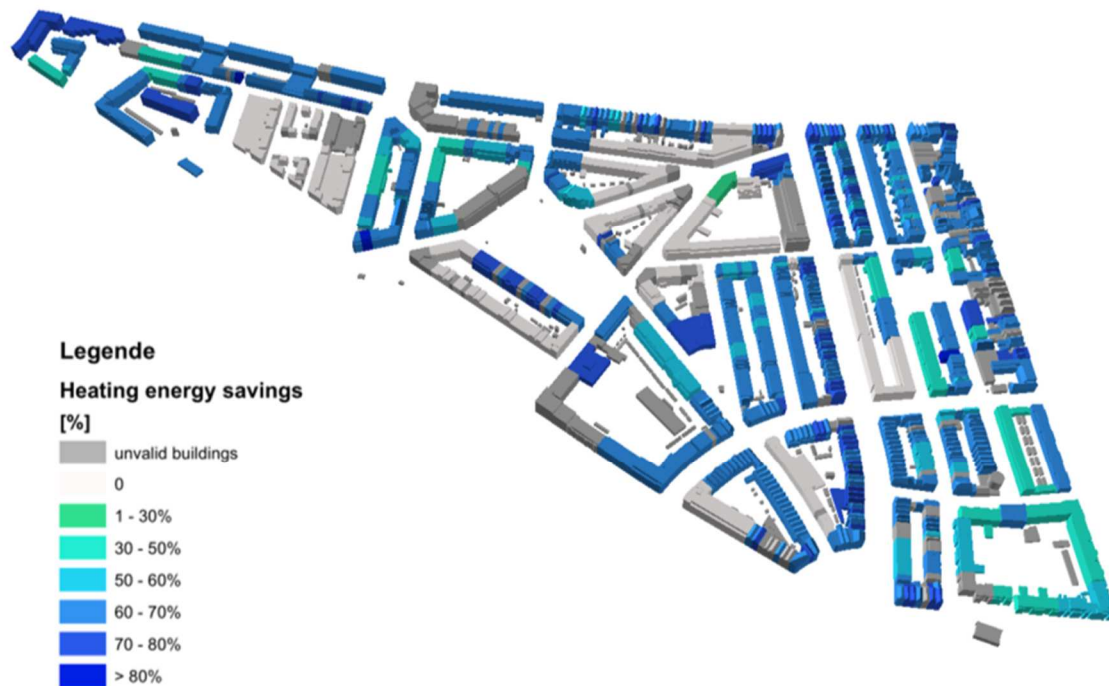 Legende
Heating energy savings
[%]
unvalid buildings
0
1 - 30%
30 - 50%
50 - 60%
60 - 70%
70 - 80%
> 80%